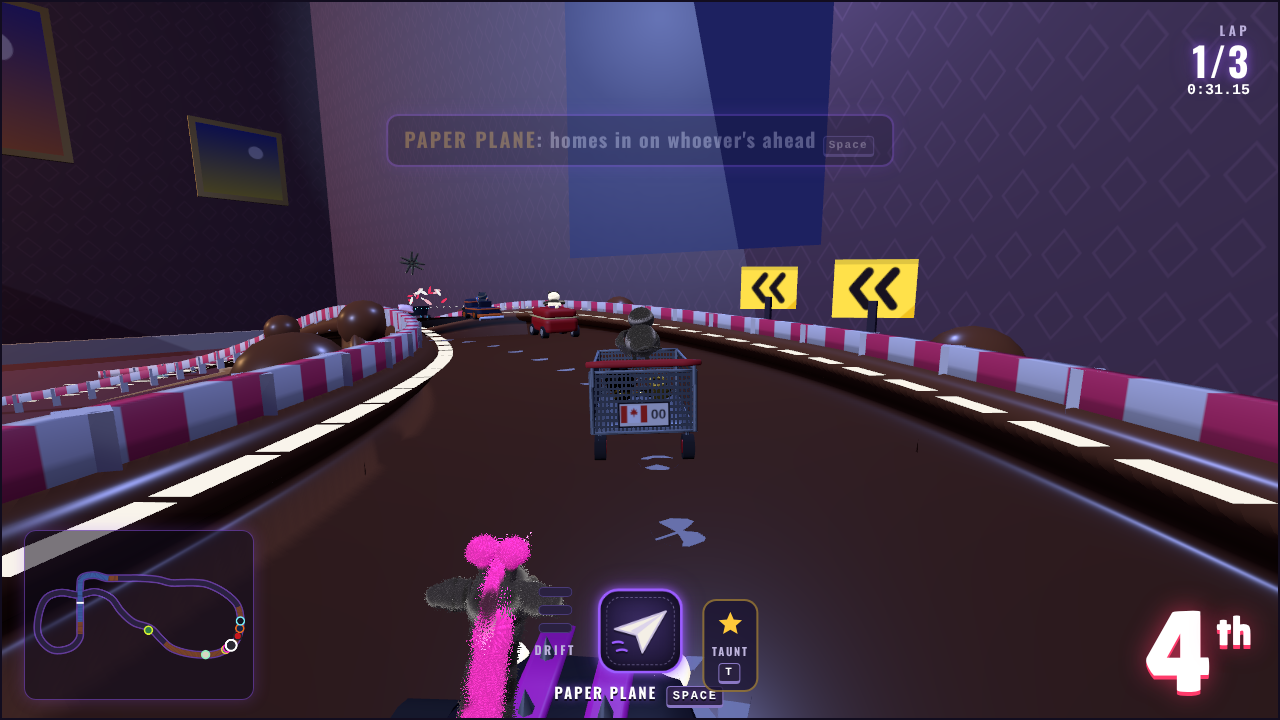 LAP
1/3
0:31.15
PAPER PLANE: homes in on whoever's ahead Space
00
DRIFT
TAUNT
T
PAPER PLANE SPACE
4th